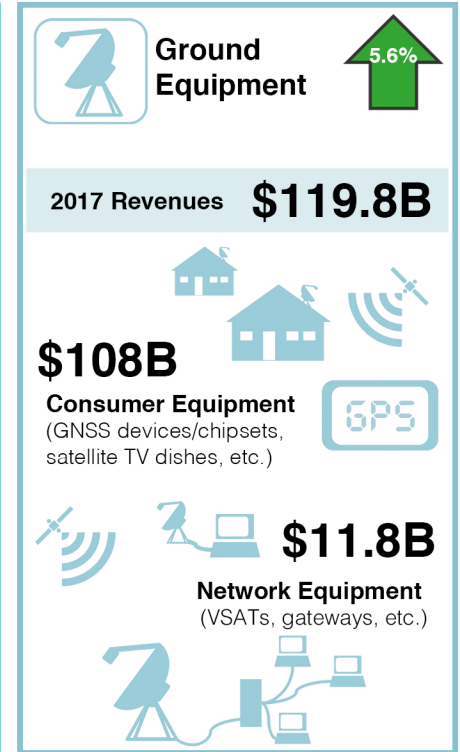 Ground
Equipment
5.6%
2017 Revenues $119.8B
$108B
Consumer Equipment
(GNSS devices/chipsets,
satellite TV dishes, etc.)
GPS
$11.8B
Network Equipment
(VSATs, gateways, etc.)